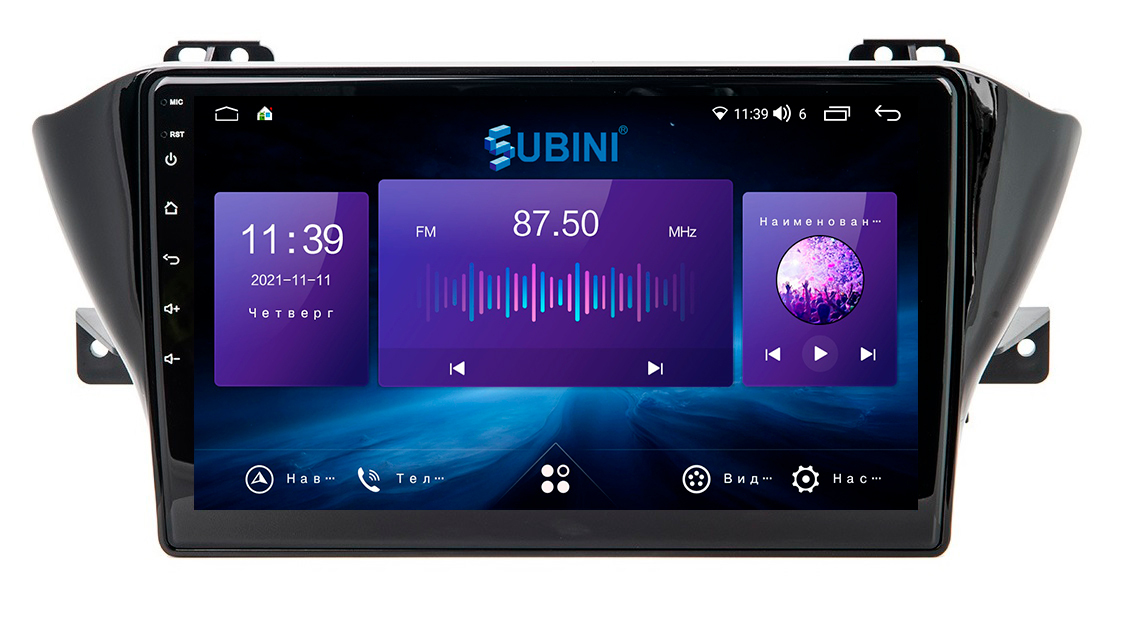 MIC
RST
11:39 6
SUBINI®
11:39
2021-11-11
Четверг
FM 87.50 MHz
Наименован…
Нав… Тел… Вид… Нас…